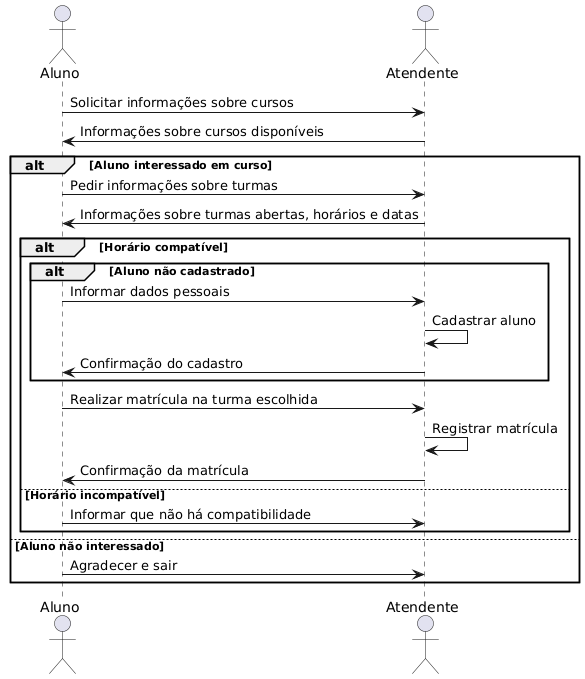 Aluno Atendente
Solicitar informações sobre cursos
Informações sobre cursos disponíveis
alt [Aluno interessado em curso]
Pedir informações sobre turmas
Informações sobre turmas abertas, horários e datas
alt [Horário compatível]
alt [Aluno não cadastrado]
Informar dados pessoais
Cadastrar aluno
Confirmação do cadastro
Realizar matrícula na turma escolhida
Registrar matrícula
Confirmação da matrícula
[Horário incompatível]
Informar que não há compatibilidade
[Aluno não interessado]
Agradecer e sair
Aluno Atendente